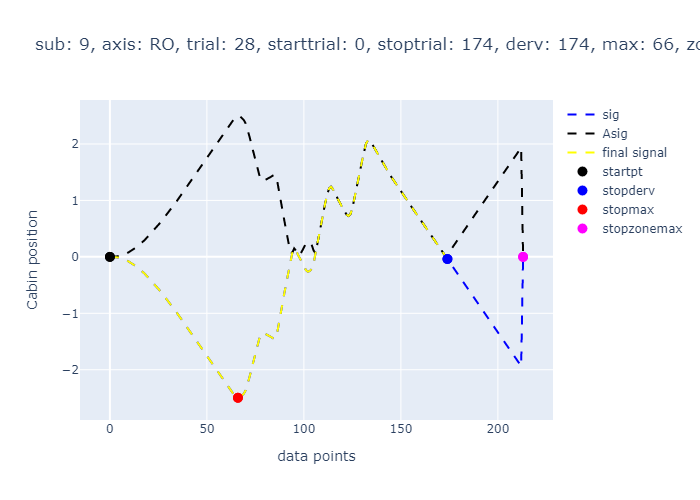 sub: 9, axis: RO, trial: 28, starttrial: 0, stoptrial: 174, derv: 174, max: 66,
Cabin position
2
1
0
−1
−2
0
50
100
150
200
data points
sig
Asig
final signal
startpt
stopderv
stopmax
stopzonemax